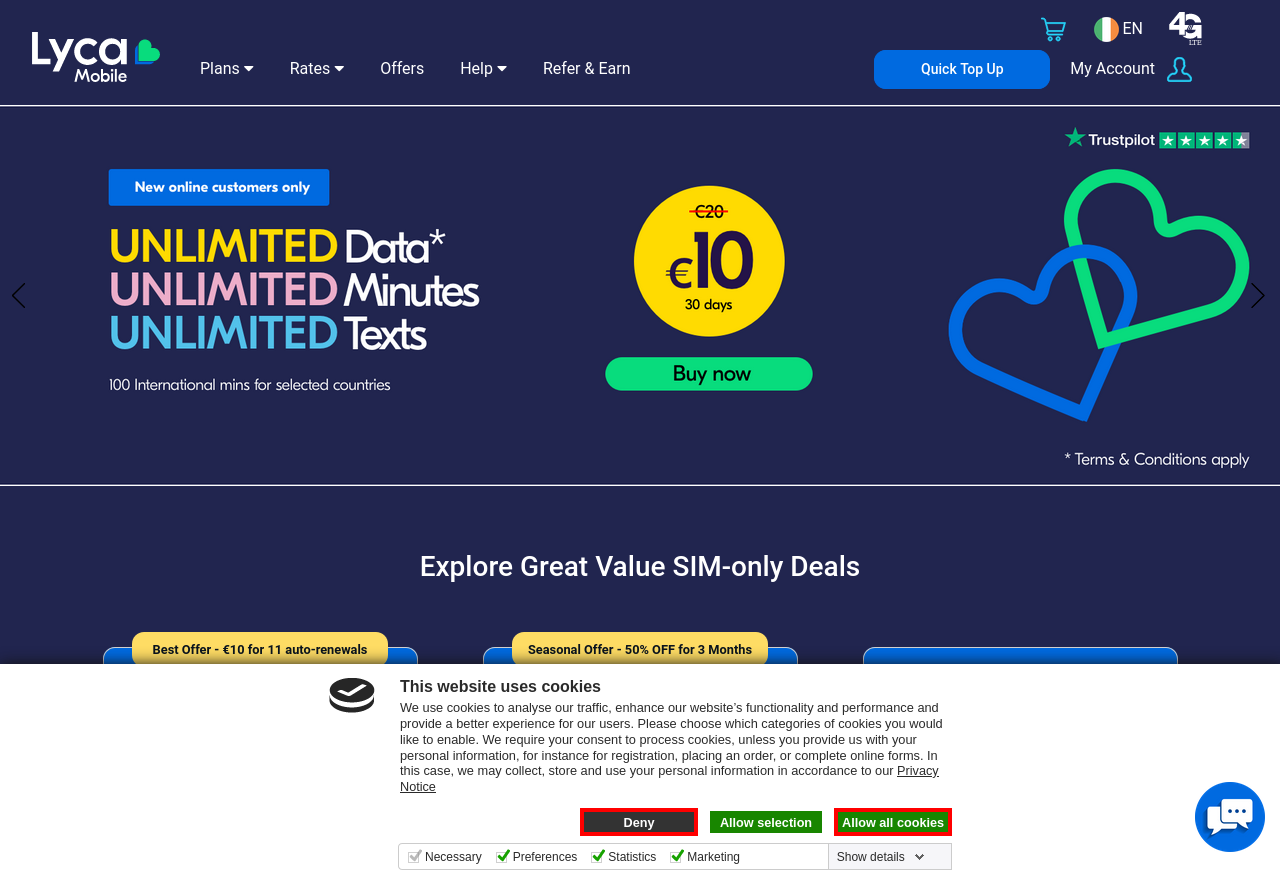 Lyca
Mobile
Plans
Rates
Offers
Help
Refer & Earn
EN
4G
LTE
Quick Top Up
My Account
Trustpilot
New online customers only
UNLIMITED Data*
UNLIMITED Minutes
UNLIMITED Texts
100 International mins for selected countries
€20
€10
30 days
Buy now
* Terms & Conditions apply
Explore Great Value SIM-only Deals
Best Offer - €10 for 11 auto-renewals
Seasonal Offer - 50% OFF for 3 Months
This website uses cookies
We use cookies to analyse our traffic, enhance our website’s functionality and performance and
provide a better experience for our users. Please choose which categories of cookies you would
like to enable. We require your consent to process cookies, unless you provide us with your
personal information, for instance for registration, placing an order, or complete online forms. In
this case, we may collect, store and use your personal information in accordance to our Privacy
Notice
Deny
Allow selection
Allow all cookies
Necessary
Preferences
Statistics
Marketing
Show details